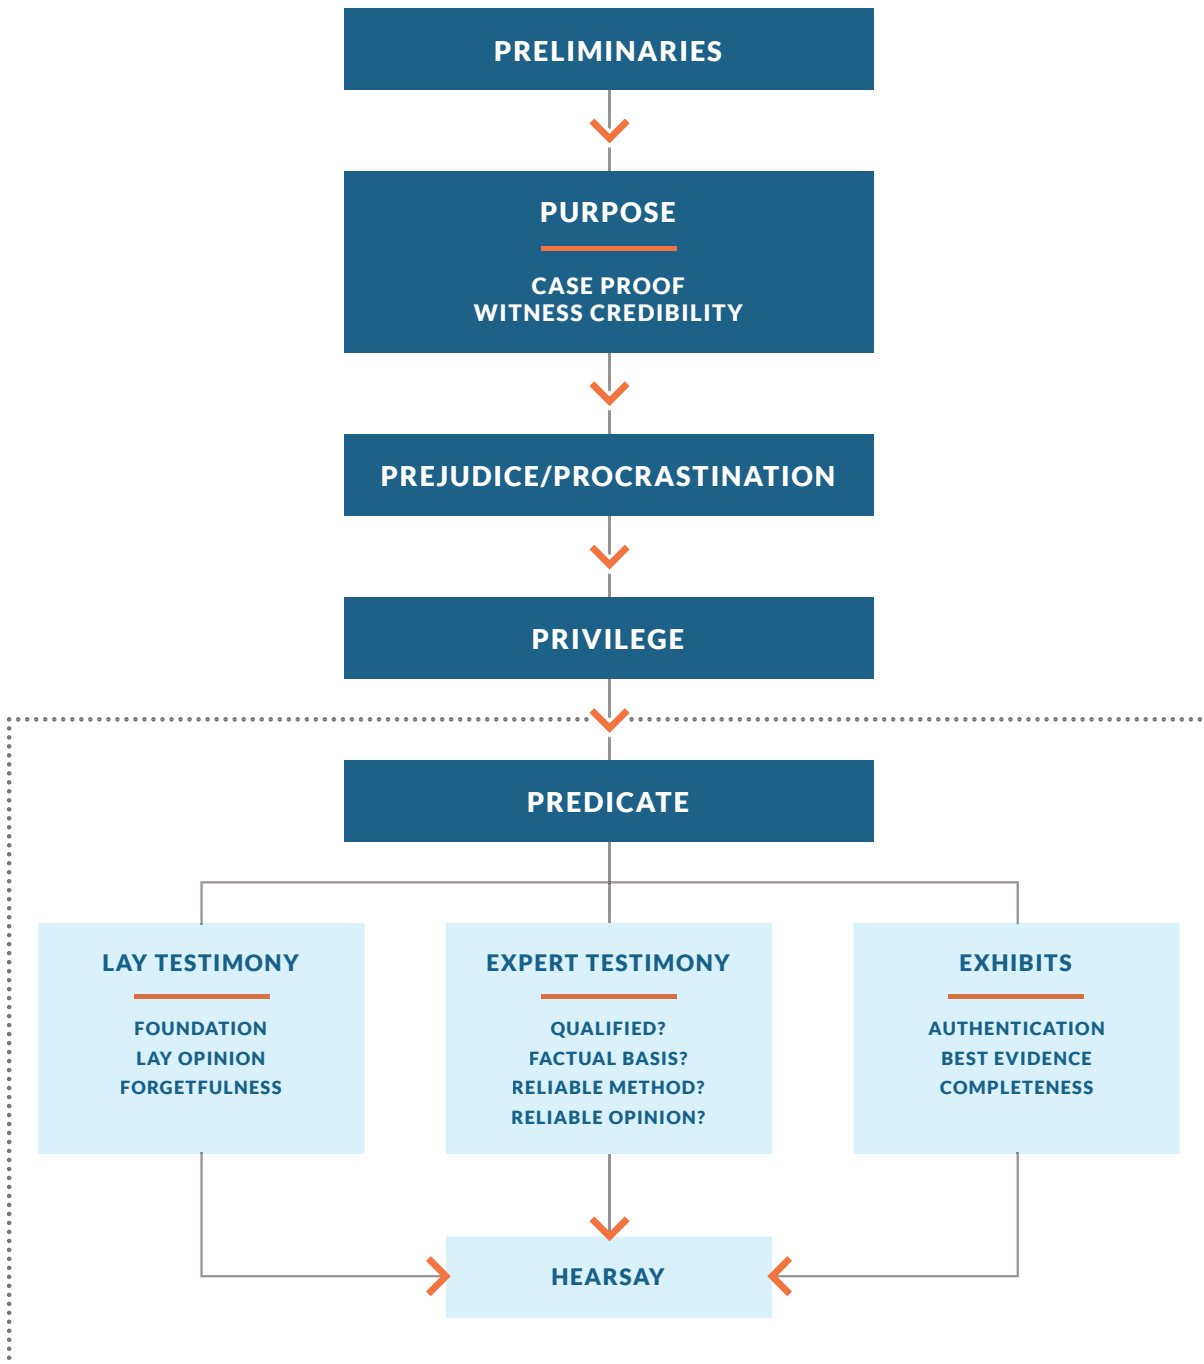 PRELIMINARIES
PURPOSE
CASE PROOF
WITNESS CREDIBILITY
PREJUDICE/PROCRASTINATION
PRIVILEGE
PREDICATE
LAY TESTIMONY
FOUNDATION
LAY OPINION
FORGETFULNESS
EXPERT TESTIMONY
QUALIFIED?
FACTUAL BASIS?
RELIABLE METHOD?
RELIABLE OPINION?
EXHIBITS
AUTHENTICATION
BEST EVIDENCE
COMPLETENESS
HEARSAY